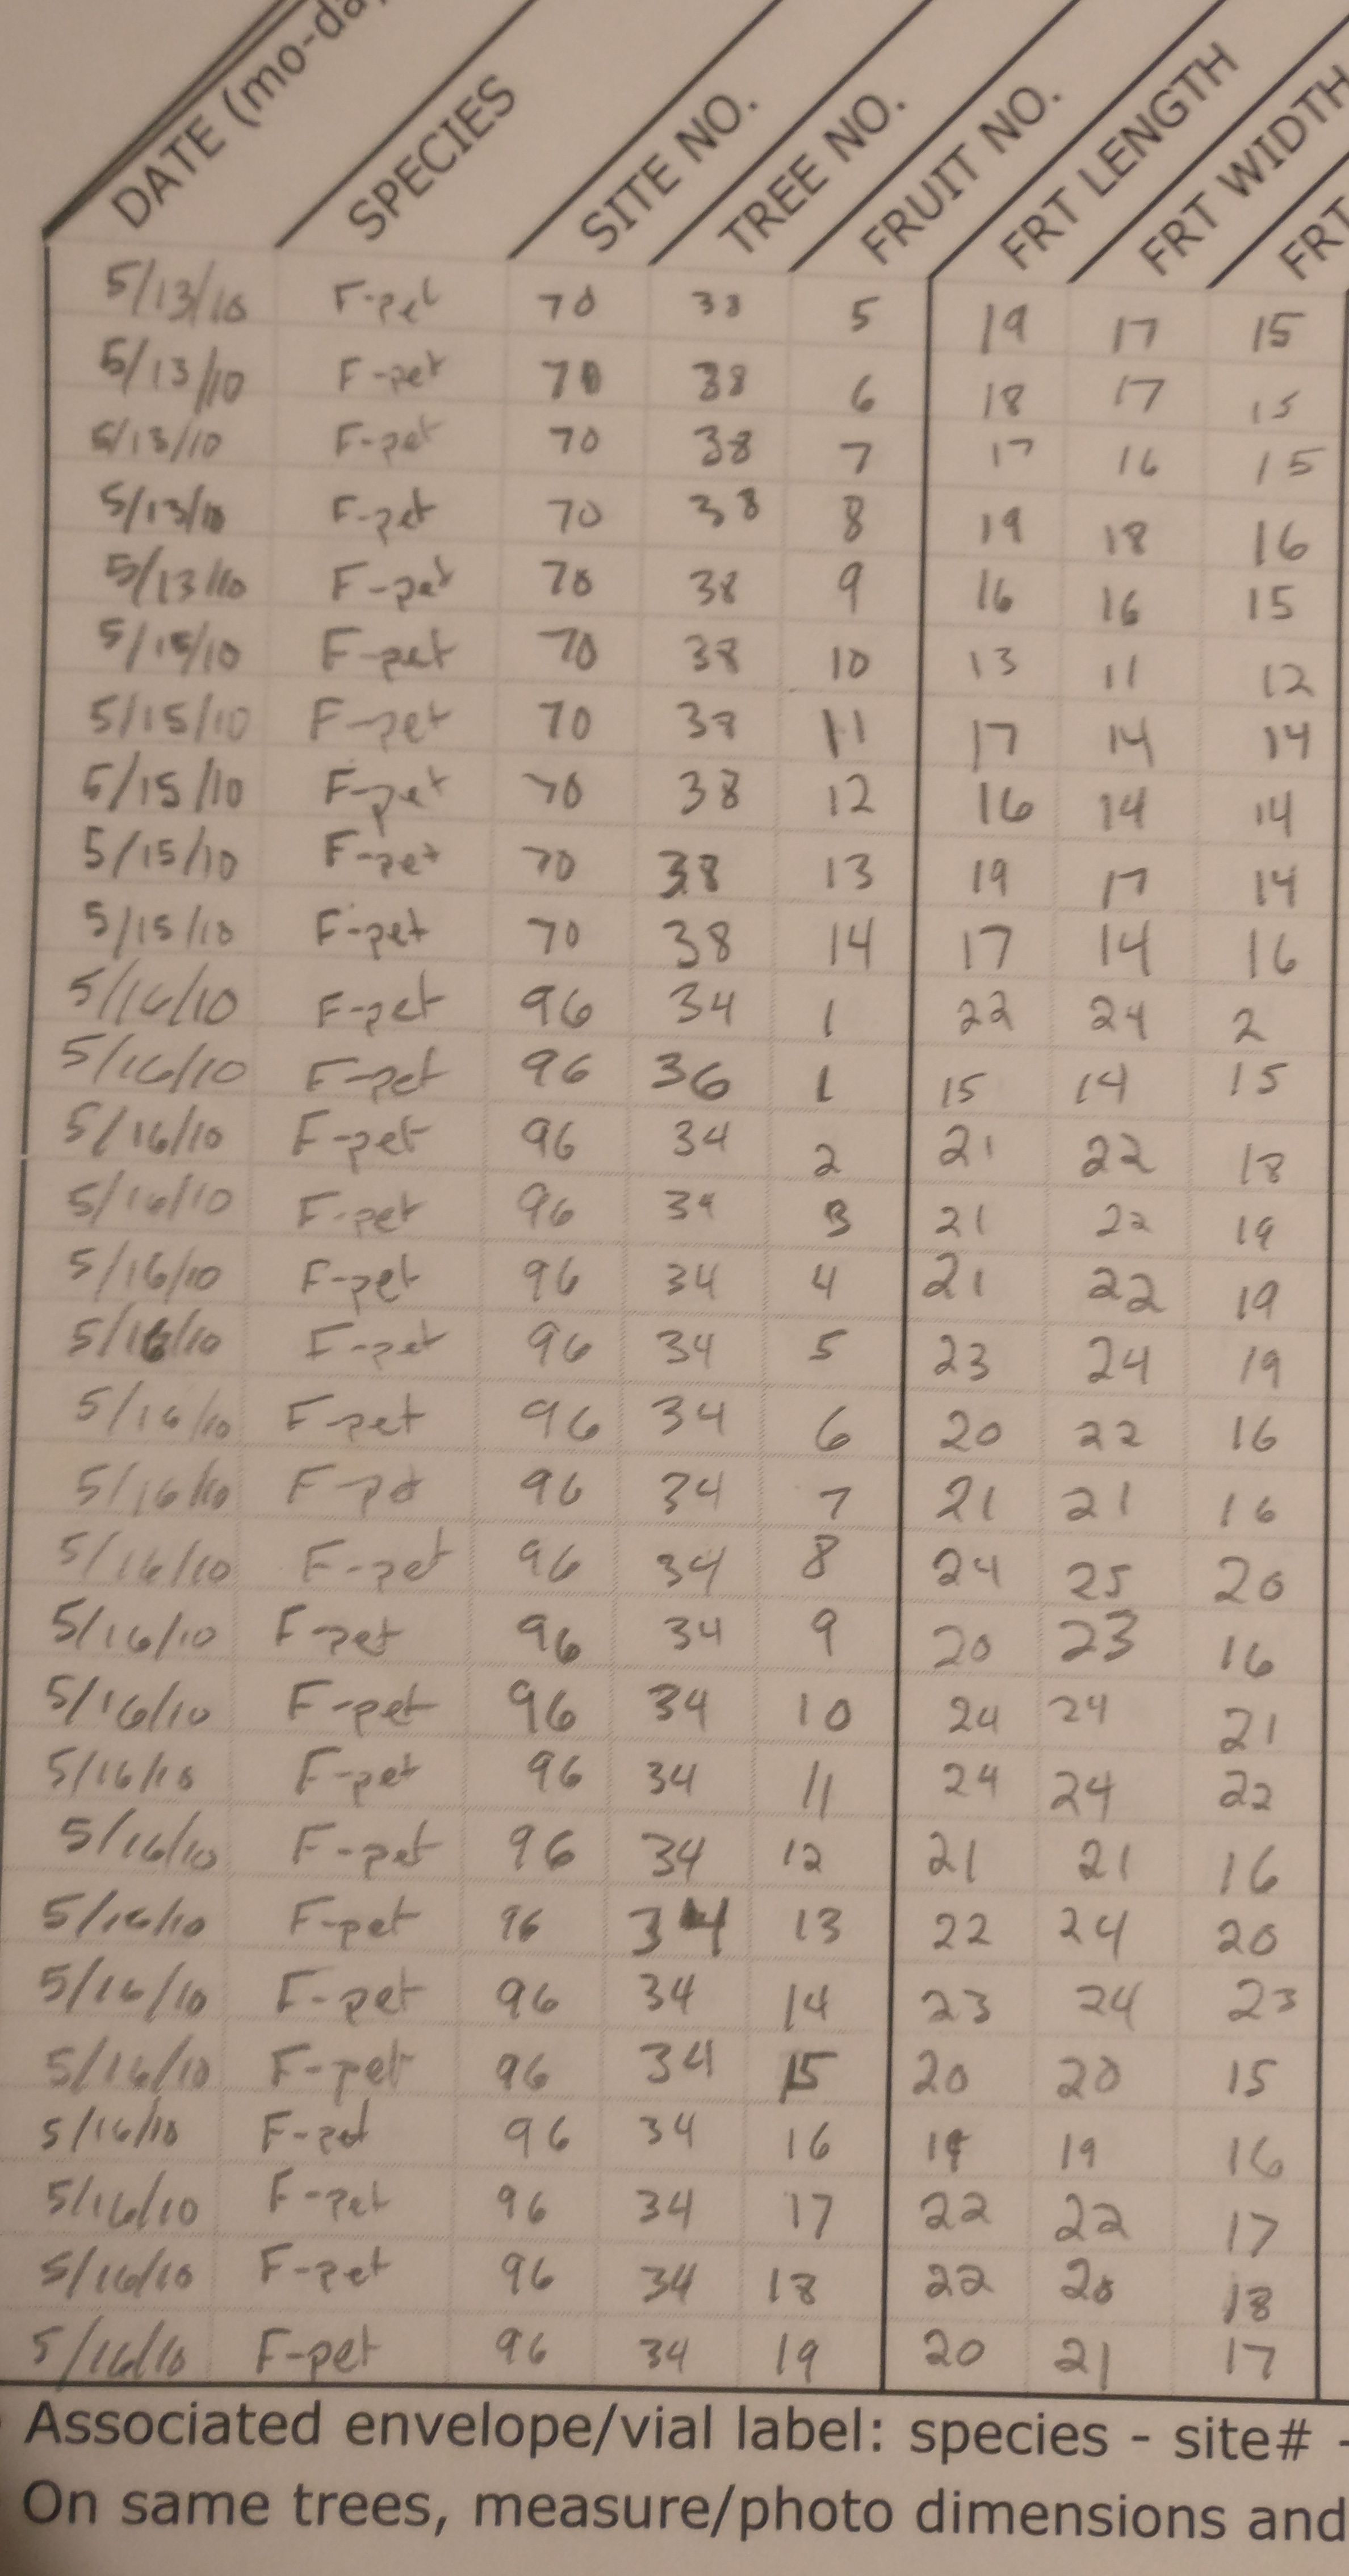 DATE (mo-da SPECIES SITE NO. TREE NO. FRUIT NO. FRT LENGTH FRT WIDTH FRT
5/13/10 F-pet 70 38 5 19 17 15
5/13/10 F-pet 70 38 6 18 17 15
5/13/10 F-pet 70 38 7 17 16 15
5/13/10 F-pet 70 38 8 19 18 16
5/13/10 F-pet 70 38 9 16 16 15
5/15/10 F-pet 70 38 10 13 11 12
5/15/10 F-pet 70 38 11 17 14 14
5/15/10 F-pet 70 38 12 16 14 14
5/15/10 F-pet 70 38 13 19 17 14
5/15/10 F-pet 70 38 14 17 14 16
5/16/10 F-pet 96 34 1 22 24 2
5/16/10 F-pet 96 36 1 15 14 15
5/16/10 F-pet 96 34 2 21 22 18
5/16/10 F-pet 96 34 3 21 22 19
5/16/10 F-pet 96 34 4 21 22 19
5/16/10 F-pet 96 34 5 23 24 19
5/16/10 F-pet 96 34 6 20 22 16
5/16/10 F-pet 96 34 7 21 21 16
5/16/10 F-pet 96 34 8 24 25 20
5/16/10 F-pet 96 34 9 20 23 16
5/16/10 F-pet 96 34 10 24 24 21
5/16/10 F-pet 96 34 11 24 24 22
5/16/10 F-pet 96 34 12 21 21 16
5/16/10 F-pet 96 34 13 22 24 20
5/16/10 F-pet 96 34 14 23 24 23
5/16/10 F-pet 96 34 15 20 20 15
5/16/10 F-pet 96 34 16 19 16
5/16/10 F-pet 96 34 17 22 22 17
5/16/10 F-pet 96 34 18 22 20 18
5/16/10 F-pet 96 34 19 20 21 17
Associated envelope/vial label: species - site# -
On same trees, measure/photo dimensions and